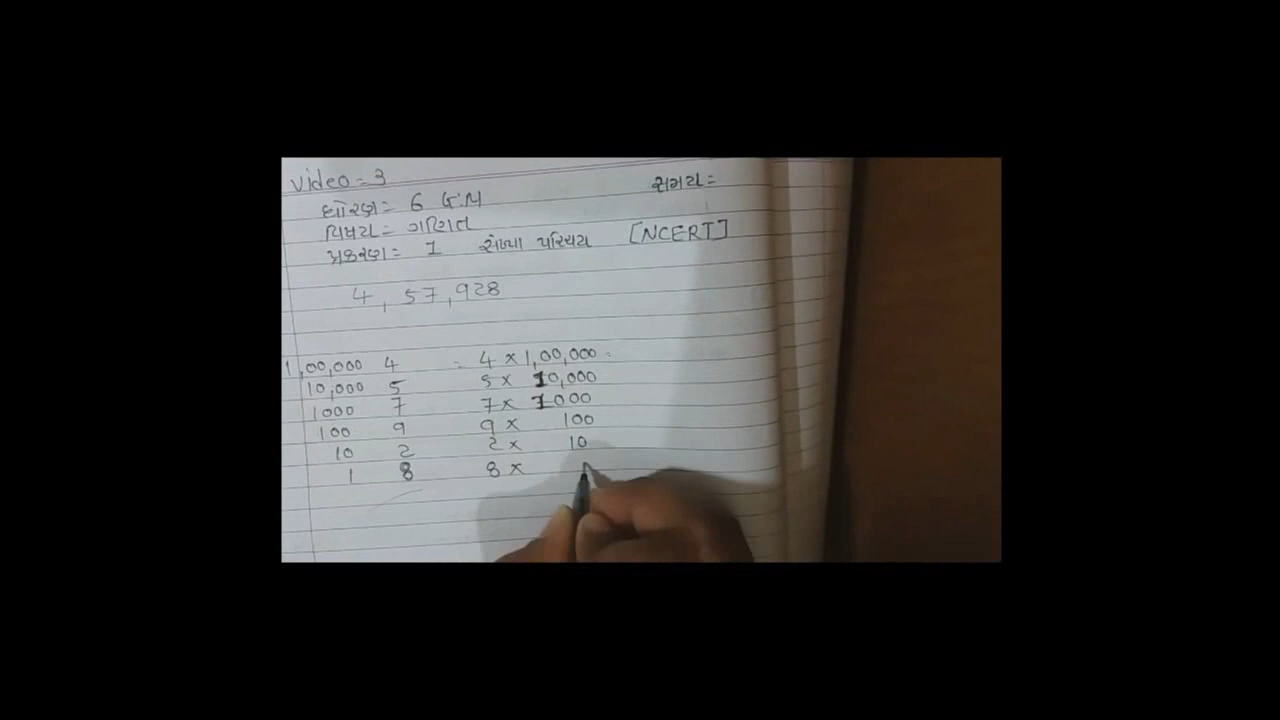 Video = 3
ધોરણ = 6 G.M સમય =
વિષય = ગણિત
પ્રકરણ = 1 સંખ્યા પરિચય [NCERT]
4, 57, 928
1,00,000 4 = 4 × 1,00,000 =
10,000 5 5 × 10,000
1000 7 7 × 1000
100 9 9 × 100
10 2 2 × 10
1 8 8 ×